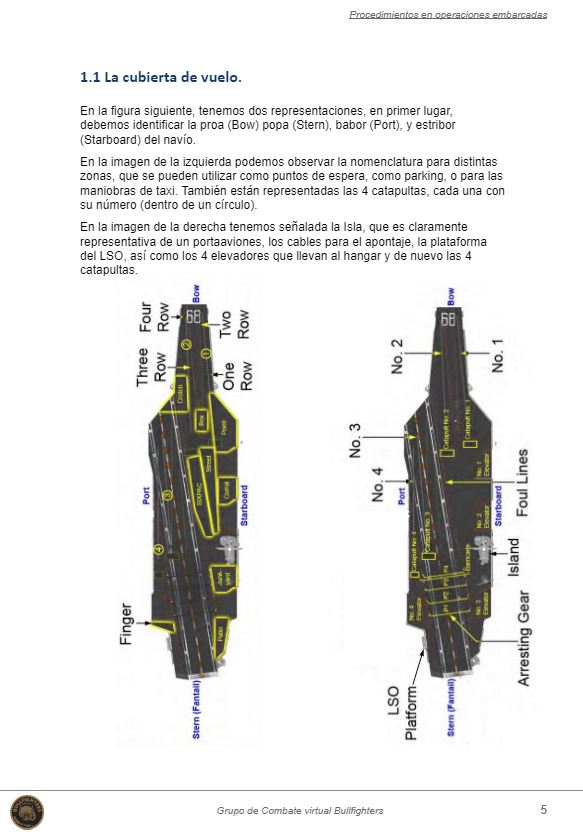 Procedimientos en operaciones embarcadas
1.1 La cubierta de vuelo.
En la figura siguiente, tenemos dos representaciones, en primer lugar,
debemos identificar la proa (Bow) popa (Stern), babor (Port), y estribor
(Starboard) del navío.
En la imagen de la izquierda podemos observar la nomenclatura para distintas
zonas, que se pueden utilizar como puntos de espera, como parking, o para las
maniobras de taxi. También están representadas las 4 catapultas, cada una con
su número (dentro de un círculo).
En la imagen de la derecha tenemos señalada la Isla, que es claramente
representativa de un portaaviones, los cables para el apontaje, la plataforma
del LSO, así como los 4 elevadores que llevan al hangar y de nuevo las 4
catapultas.
Bow
68
Four
Row
Two
Row
Three
Row
One
Row
2
1
Crotch
Box
Point
Street
SIXPAC
Corral
Port
Starboard
3
4
Junk-
yard
Finger
Patio
Stern (Fantail)
Bow
68
No. 2
No. 1
No. 3
No. 4
Catapult No. 2
Catapult No. 1
Port
No. 1
Elevator
Starboard
Foul Lines
No. 2
Elevator
Catapult No. 3
Catapult No. 4
Island
Barricade
P1
P2
P3
P4
No. 4
Elevator
No. 3
Elevator
Arresting Gear
LSO
Platform
Stern (Fantail)
BULLFIGHTERS
Grupo de Combate virtual Bullfighters
5